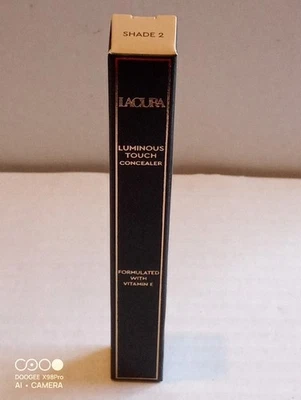 SHADE 2
LACURA
LUMINOUS
TOUCH
CONCEALER
FORMULATED
WITH
VITAMIN E
DOOGEE X98Pro
AI + CAMERA